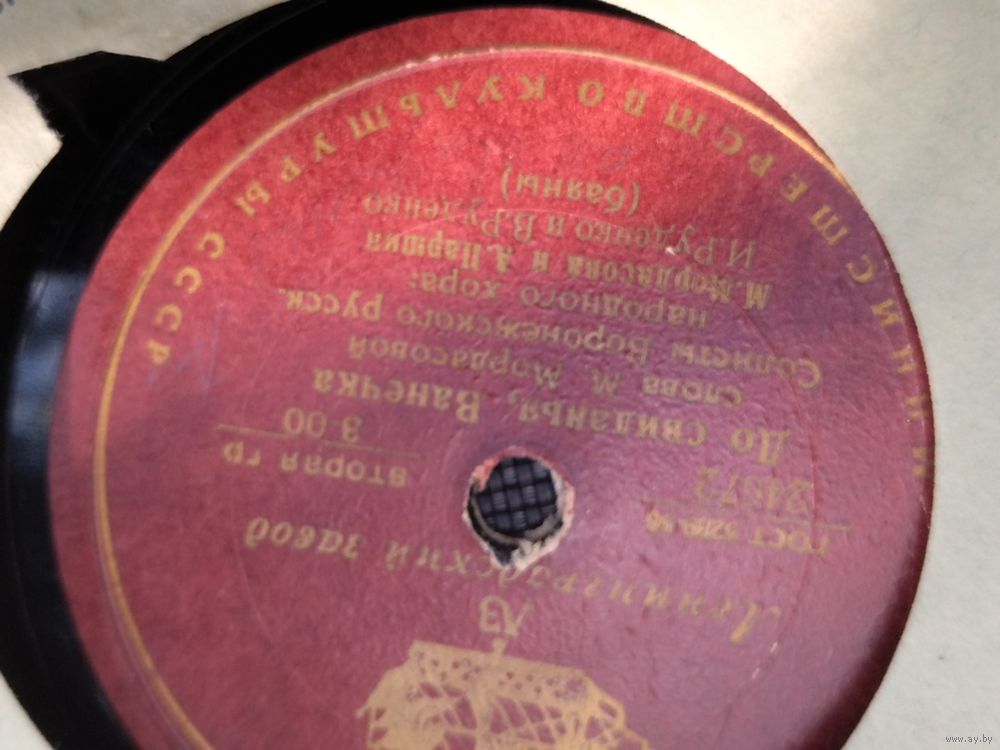 ЛЗ
Ленинградский завод
ГОСТ 5289-56
вторая гр
3-00
До свиданья, Ванечка
слова М. Мордасовой
Солисты Воронежского русск.
народного хора:
М. Мордасова и А. Паршин
И. Руденко и В. Руденко
(баяны)
МИНИСТЕРСТВО КУЛЬТУРЫ СССР
www.ay.by